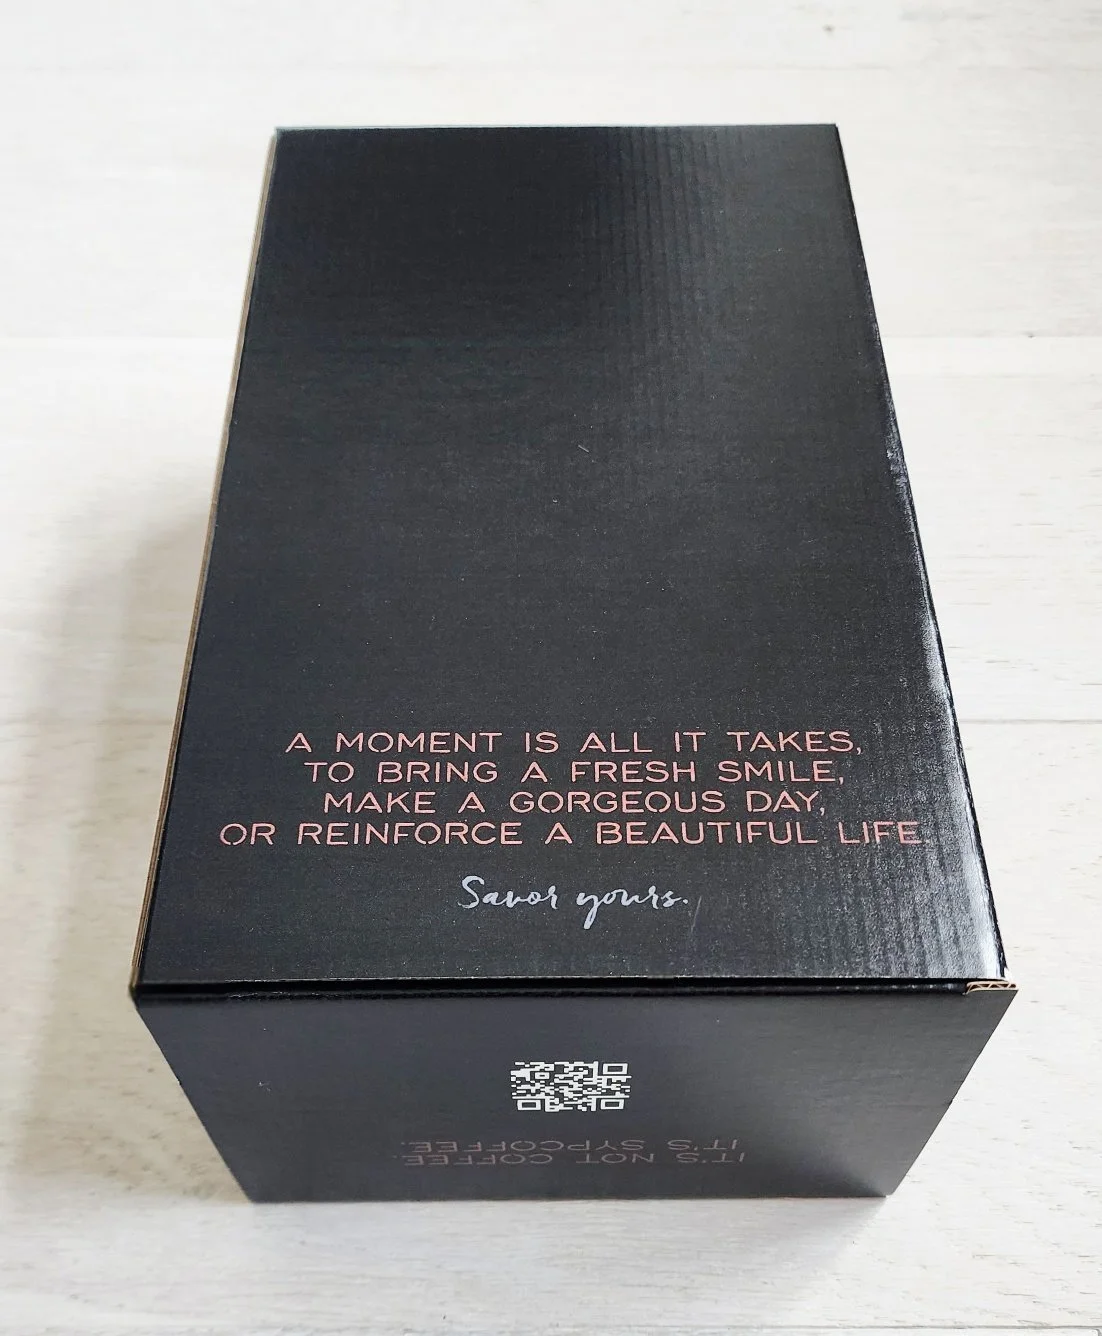 A MOMENT IS ALL IT TAKES,
TO BRING A FRESH SMILE,
MAKE A GORGEOUS DAY,
OR REINFORCE A BEAUTIFUL LIFE.
Savor yours.
IT'S NOT COFFEE.
IT'S SYPCOFFEE.